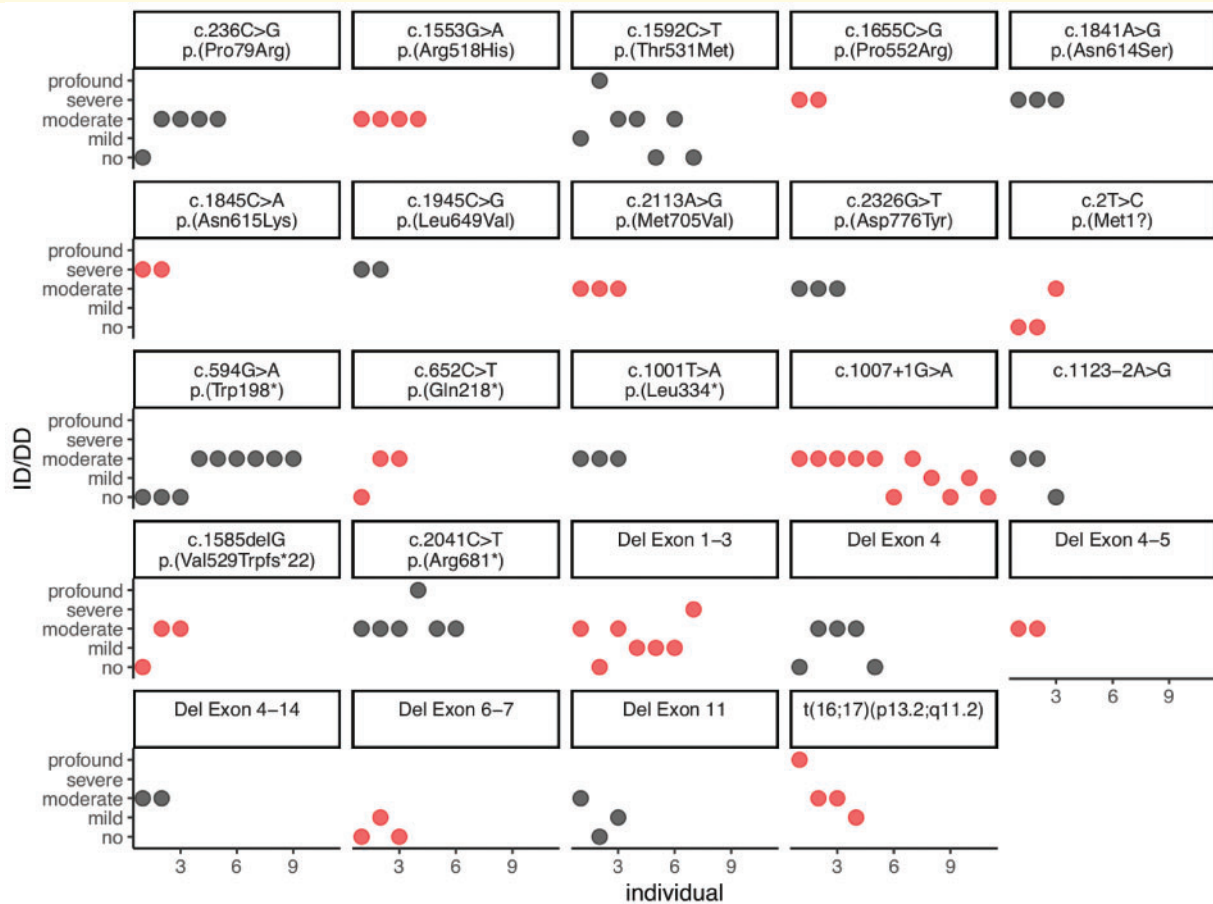 c.236C>G
p.(Pro79Arg)
c.1553G>A
p.(Arg518His)
c.1592C>T
p.(Thr531Met)
c.1655C>G
p.(Pro552Arg)
c.1841A>G
p.(Asn614Ser)
profound
severe
moderate
mild
no
c.1845C>A
p.(Asn615Lys)
c.1945C>G
p.(Leu649Val)
c.2113A>G
p.(Met705Val)
c.2326G>T
p.(Asp776Tyr)
c.2T>C
p.(Met1?)
profound
severe
moderate
mild
no
c.594G>A
p.(Trp198*)
c.652C>T
p.(Gln218*)
c.1001T>A
p.(Leu334*)
c.1007+1G>A
c.1123−2A>G
profound
severe
moderate
mild
no
ID/DD
c.1585delG
p.(Val529Trpfs*22)
c.2041C>T
p.(Arg681*)
Del Exon 1−3
Del Exon 4
Del Exon 4−5
profound
severe
moderate
mild
no
3 6 9
Del Exon 4−14
Del Exon 6−7
Del Exon 11
t(16;17)(p13.2;q11.2)
profound
severe
moderate
mild
no
3 6 9 3 6 9 3 6 9 3 6 9
individual